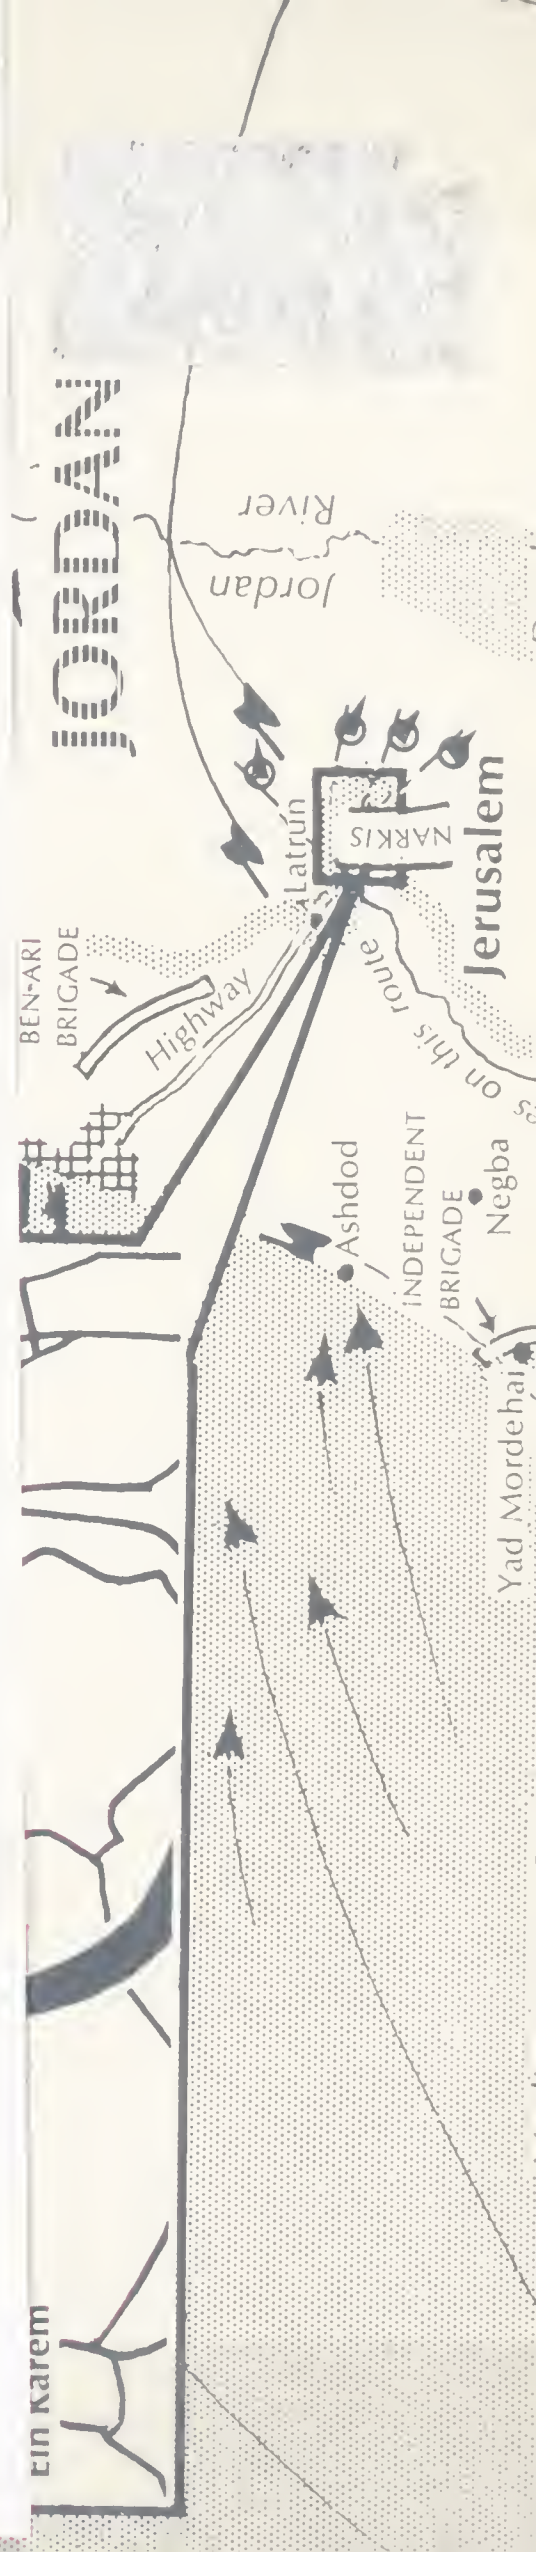 JORDAN
Jordan
River
Latrun
NARKIS
Jerusalem
BEN-ARI
BRIGADE
Highway
on this route
Ashdod
INDEPENDENT
BRIGADE
Negba
Yad Mordehai
Ein Karem